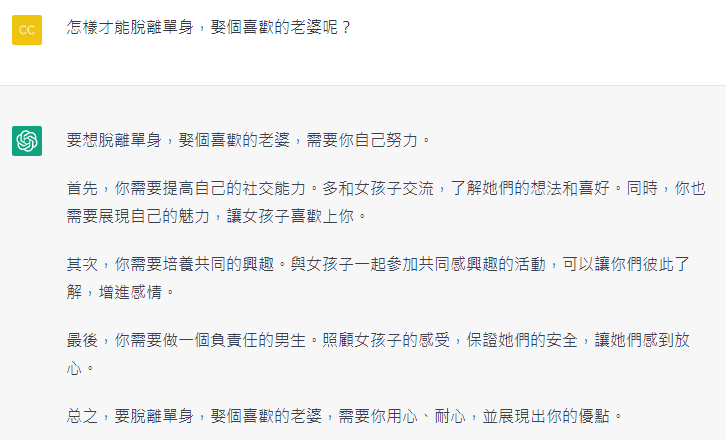 CC
怎樣才能脫離單身，娶個喜歡的老婆呢？
要想脫離單身，娶個喜歡的老婆，需要你自己努力。
首先，你需要提高自己的社交能力。多和女孩子交流，了解她們的想法和喜好。同時，你也
需要展現自己的魅力，讓女孩子喜歡上你。
其次，你需要培養共同的興趣。與女孩子一起參加共同感興趣的活動，可以讓你們彼此了
解，增進感情。
最後，你需要做一個負責任的男生。照顧女孩子的感受，保證她們的安全，讓她們感到放
心。
总之，要脫離單身，娶個喜歡的老婆，需要你用心、耐心，並展現出你的優點。